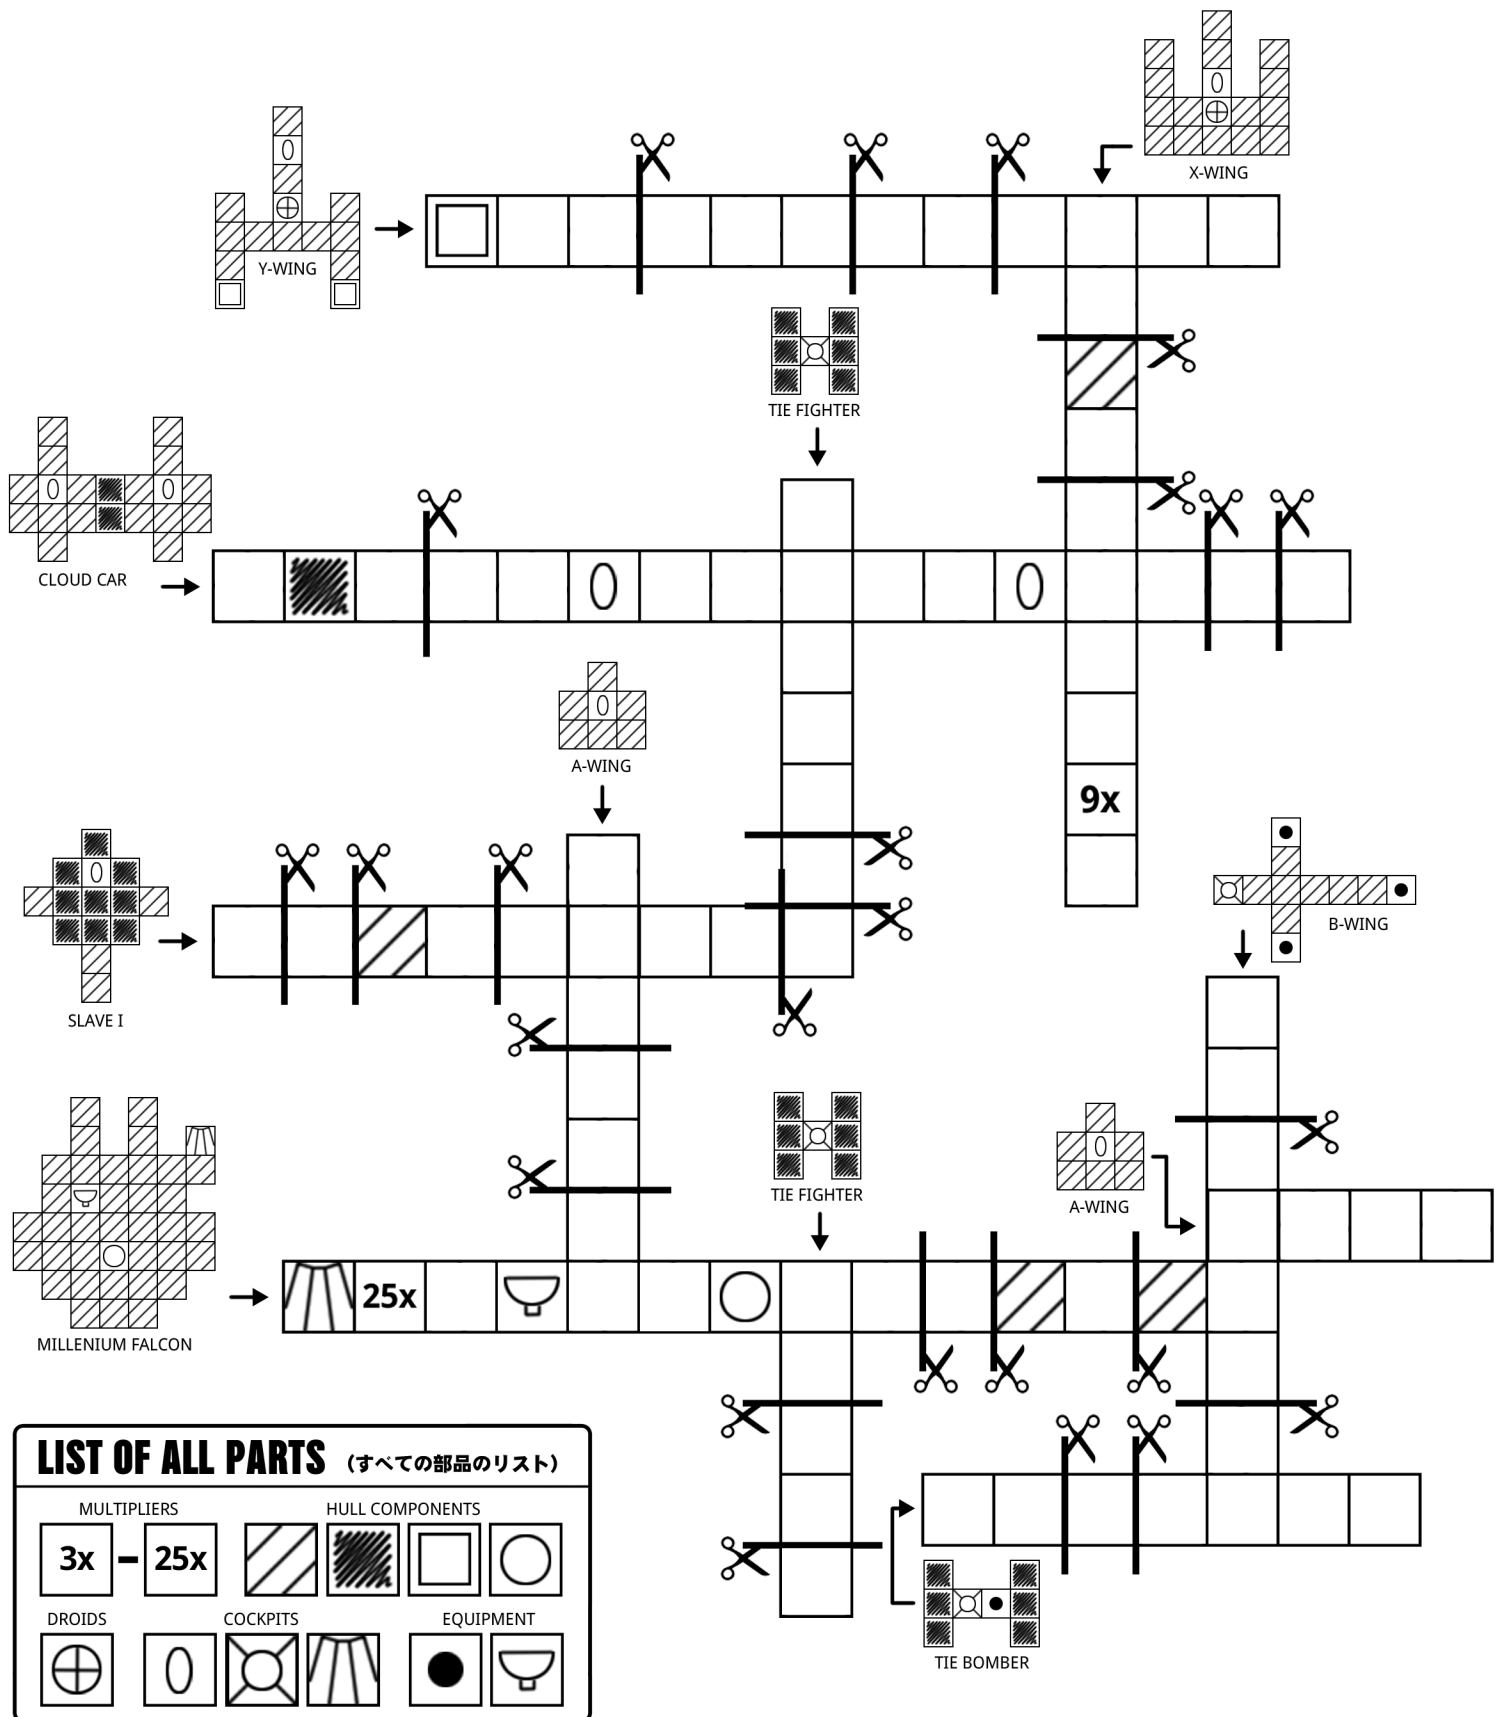 X-WING
Y-WING
TIE FIGHTER
CLOUD CAR
A-WING
9x
B-WING
SLAVE I
TIE FIGHTER
A-WING
25x
MILLENIUM FALCON
LIST OF ALL PARTS (すべての部品のリスト)
MULTIPLIERS HULL COMPONENTS
3x - 25x
DROIDS COCKPITS EQUIPMENT
TIE BOMBER